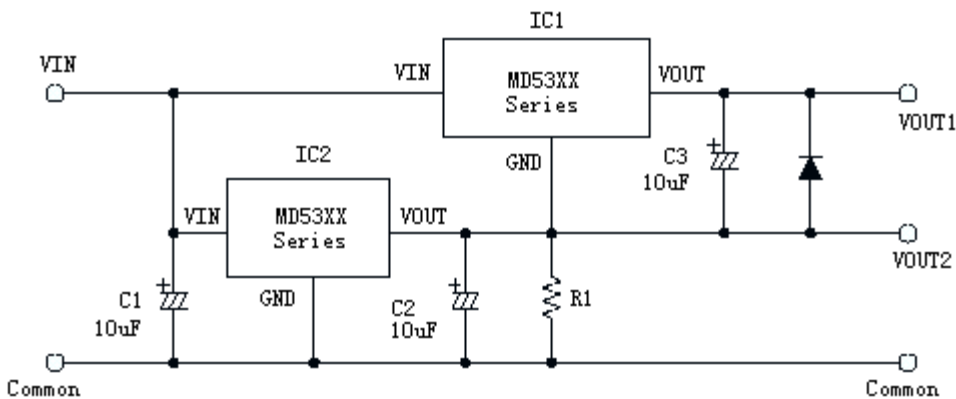 IC1
VIN
VIN
MD53XX
Series
VOUT
VOUT1
GND
C3
10uF
IC2
VIN
MD53XX
Series
VOUT
VOUT2
GND
C1
10uF
C2
10uF
R1
Common
Common